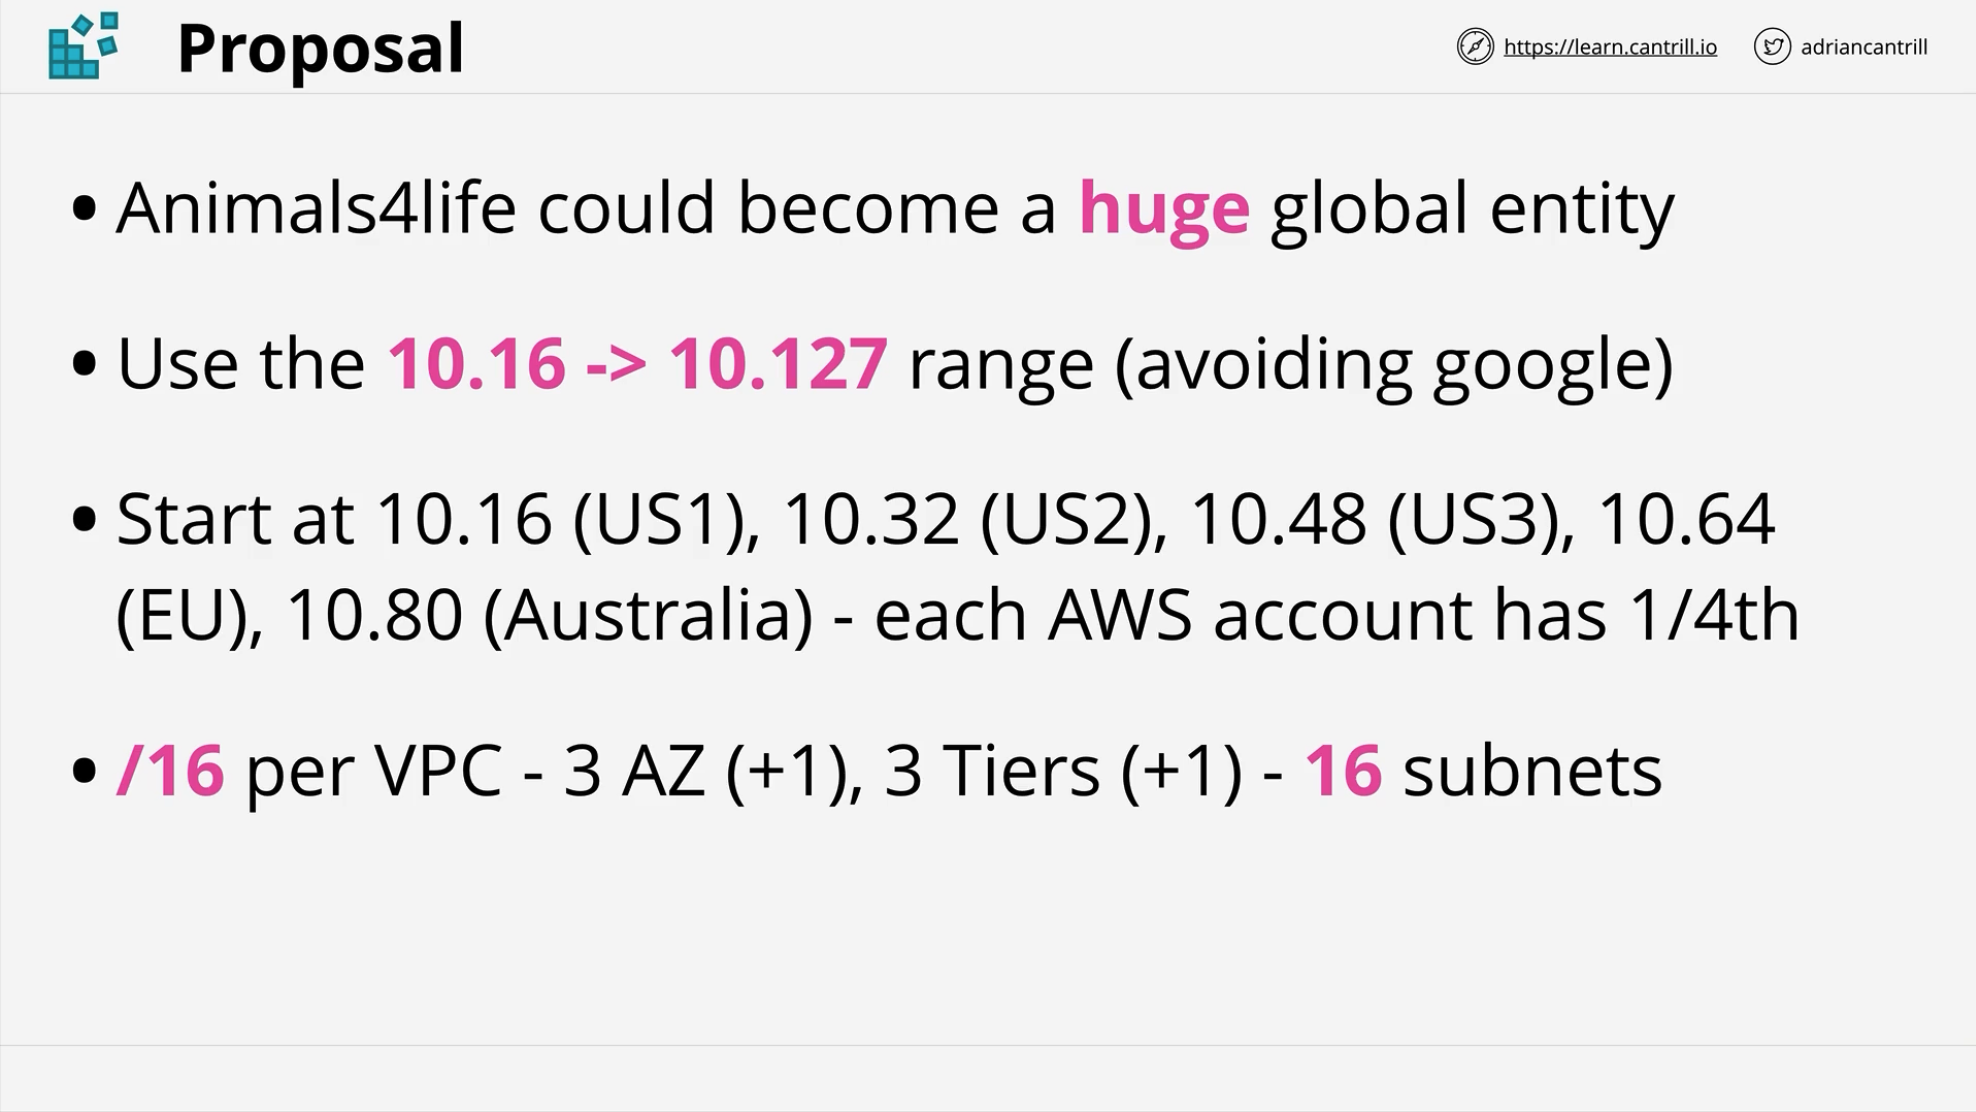 Proposal
https://learn.cantrill.io
adriancantrill
• Animals4life could become a huge global entity
• Use the 10.16 -> 10.127 range (avoiding google)
• Start at 10.16 (US1), 10.32 (US2), 10.48 (US3), 10.64
(EU), 10.80 (Australia) - each AWS account has 1/4th
• /16 per VPC - 3 AZ (+1), 3 Tiers (+1) - 16 subnets